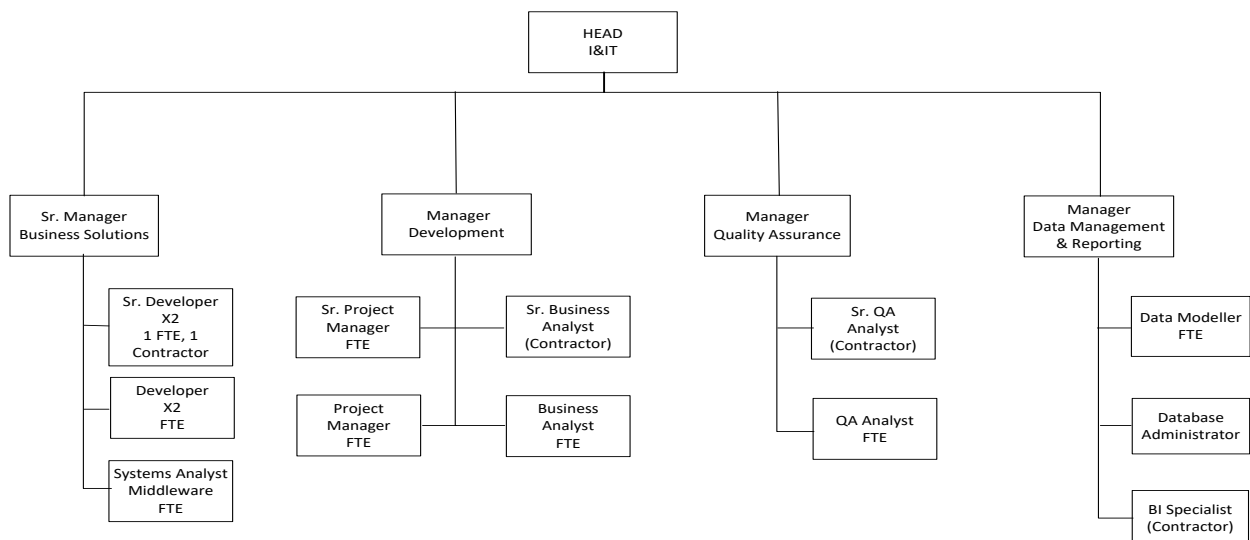 HEAD
I&IT
Sr. Manager
Business Solutions
Manager
Development
Manager
Quality Assurance
Manager
Data Management
& Reporting
Sr. Developer
X2
1 FTE, 1
Contractor
Developer
X2
FTE
Systems Analyst
Middleware
FTE
Sr. Project
Manager
FTE
Sr. Business
Analyst
(Contractor)
Project
Manager
FTE
Business
Analyst
FTE
Sr. QA
Analyst
(Contractor)
QA Analyst
FTE
Data Modeller
FTE
Database
Administrator
BI Specialist
(Contractor)